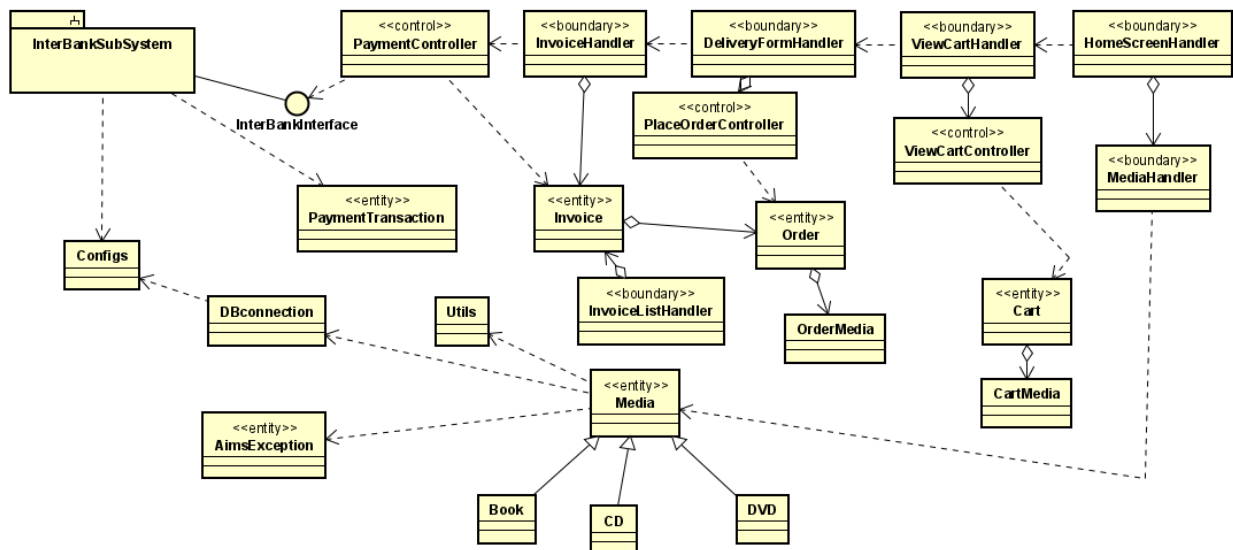 InterBankSubSystem
<<control>>
PaymentController
<<boundary>>
InvoiceHandler
<<boundary>>
DeliveryFormHandler
<<boundary>>
ViewCartHandler
<<boundary>>
HomeScreenHandler
InterBankInterface
<<control>>
PlaceOrderController
<<control>>
ViewCartController
<<boundary>>
MediaHandler
<<entity>>
PaymentTransaction
<<entity>>
Invoice
<<entity>>
Order
Configs
<<boundary>>
InvoiceListHandler
<<entity>>
Cart
DBconnection
Utils
OrderMedia
<<entity>>
Media
CartMedia
<<entity>>
AimsException
Book
CD
DVD